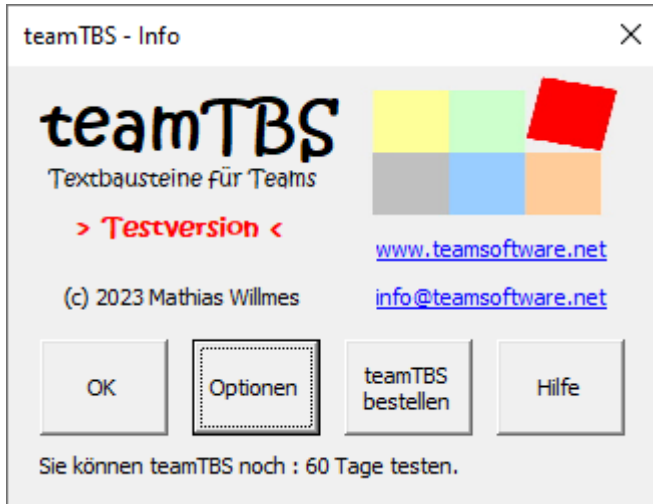 teamTBS - Info
teamTBS
Textbausteine für Teams
> Testversion <
www.teamsoftware.net
(c) 2023 Mathias Willmes
info@teamsoftware.net
OK
Optionen
teamTBS
bestellen
Hilfe
Sie können teamTBS noch : 60 Tage testen.